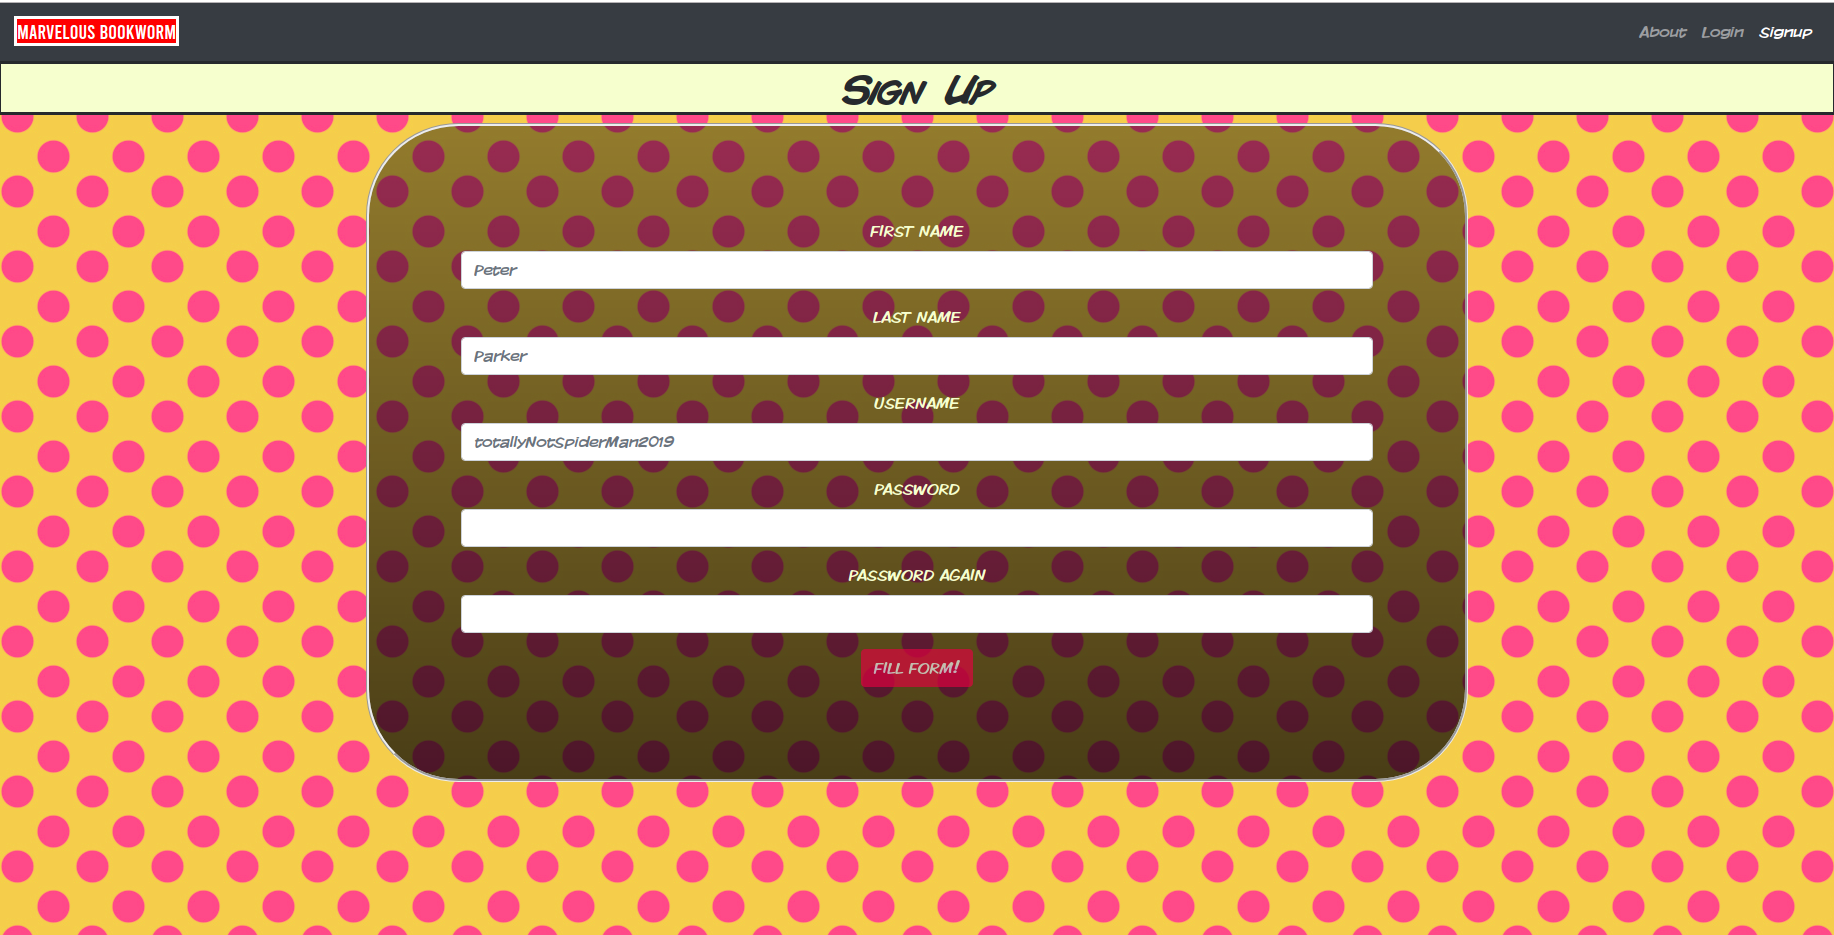 MARVELOUS BOOKWORM
About Login Signup
Sign Up
FIRST NAME
Peter
LAST NAME
Parker
USERNAME
totallyNotSpiderMan2019
PASSWORD
PASSWORD AGAIN
FILL FORM!